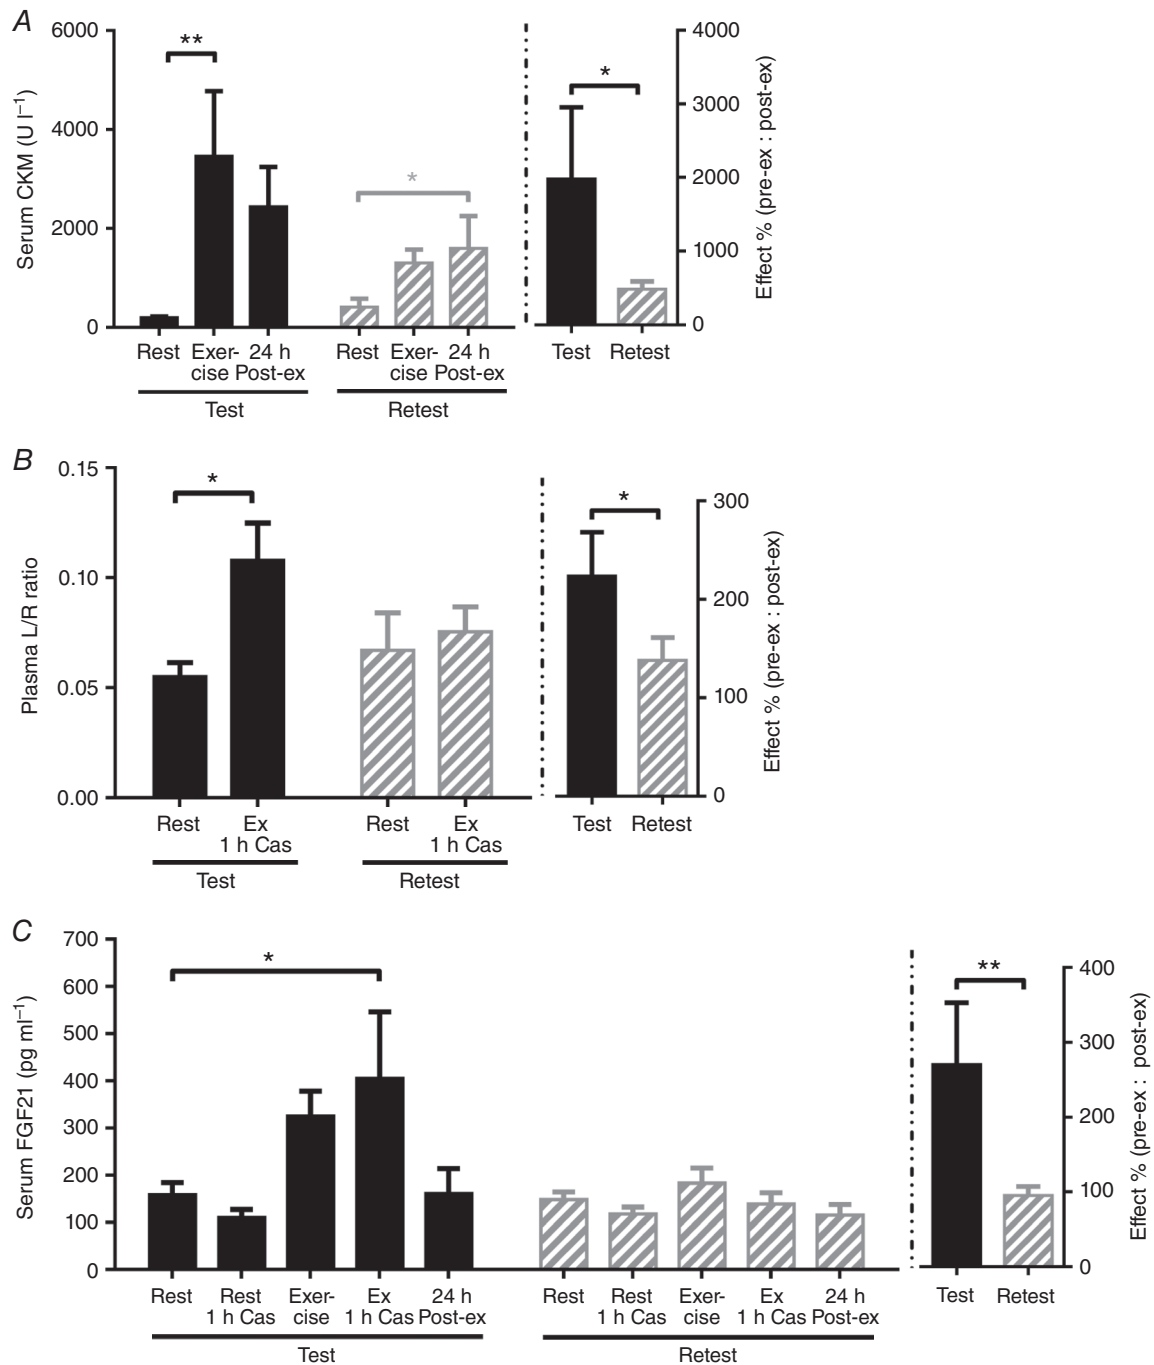 A
6000
4000
2000
0
Serum CKM (U l⁻¹)
**
*
Rest Exer- 24 h
cise Post-ex
Test
Rest Exer- 24 h
cise Post-ex
Retest
*
4000
3000
2000
1000
0
Effect % (pre-ex : post-ex)
Test Retest
B
0.15
0.10
0.05
0.00
Plasma L/R ratio
*
Rest Ex
1 h Cas
Test
Rest Ex
1 h Cas
Retest
*
300
200
100
0
Effect % (pre-ex : post-ex)
Test Retest
C
700
600
500
400
300
200
100
0
Serum FGF21 (pg ml⁻¹)
*
Rest Rest Exer- Ex 24 h
1 h Cas cise 1 h Cas Post-ex
Test
Rest Rest Exer- Ex 24 h
1 h Cas cise 1 h Cas Post-ex
Retest
**
400
300
200
100
0
Effect % (pre-ex : post-ex)
Test Retest